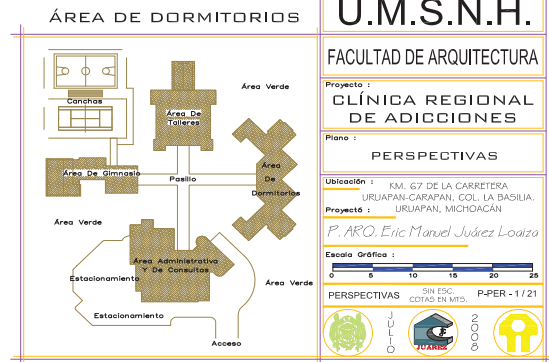 ÁREA DE DORMITORIOS
Canchas
Área Verde
Área De
Talleres
Área De Gimnasio
Pasillo
Área
De
Dormitorios
Área Verde
Área Administrativa
Y De Consultas
Estacionamiento
Área Verde
Estacionamiento
Acceso
U.M.S.N.H.
FACULTAD DE ARQUITECTURA
Proyecto :
CLÍNICA REGIONAL
DE ADICCIONES
Plano :
PERSPECTIVAS
Ubicación : KM. 67 DE LA CARRETERA
URUAPAN-CARAPAN, COL. LA BASILIA.
Proyectó : URUAPAN, MICHOACÁN
P. ARQ. Eric Manuel Juárez Loaiza
Escala Gráfica :
0 5 10 15 20 25
PERSPECTIVAS SIN ESC. COTAS EN MTS. P-PER - 1 / 21
JULIO
JUAREZ
2008